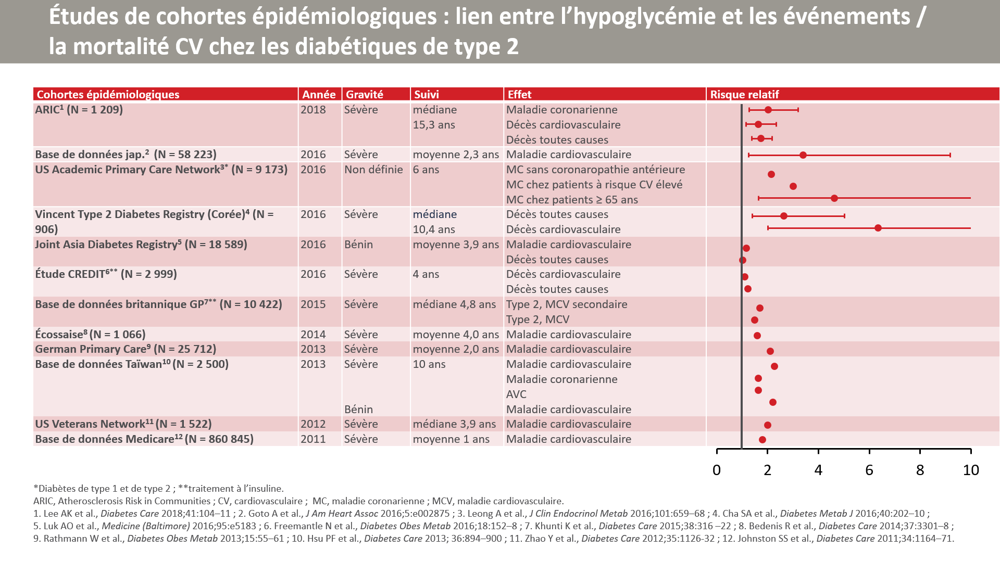 Études de cohortes épidémiologiques : lien entre l’hypoglycémie et les événements /
la mortalité CV chez les diabétiques de type 2
Cohortes épidémiologiques Année Gravité Suivi Effet Risque relatif
ARIC1 (N = 1 209) 2018 Sévère médiane Maladie coronarienne
15,3 ans Décès cardiovasculaire
Décès toutes causes
Base de données jap.2 (N = 58 223) 2016 Sévère moyenne 2,3 ans Maladie cardiovasculaire
US Academic Primary Care Network3* (N = 9 173) 2016 Non définie 6 ans MC sans coronaropathie antérieure
MC chez patients à risque CV élevé
MC chez patients ≥ 65 ans
Vincent Type 2 Diabetes Registry (Corée)4 (N = 2016 Sévère médiane Décès toutes causes
906) 10,4 ans Décès cardiovasculaire
Joint Asia Diabetes Registry5 (N = 18 589) 2016 Bénin moyenne 3,9 ans Maladie cardiovasculaire
Décès toutes causes
Étude CREDIT6** (N = 2 999) 2016 Sévère 4 ans Décès cardiovasculaire
Décès toutes causes
Base de données britannique GP7** (N = 10 422) 2015 Sévère médiane 4,8 ans Type 2, MCV secondaire
Type 2, MCV
Écossaise8 (N = 1 066) 2014 Sévère moyenne 4,0 ans Maladie cardiovasculaire
German Primary Care9 (N = 25 712) 2013 Sévère moyenne 2,0 ans Maladie cardiovasculaire
Base de données Taïwan10 (N = 2 500) 2013 Sévère 10 ans Maladie cardiovasculaire
Maladie coronarienne
AVC
Bénin Maladie cardiovasculaire
US Veterans Network11 (N = 1 522) 2012 Sévère médiane 3,9 ans Maladie cardiovasculaire
Base de données Medicare12 (N = 860 845) 2011 Sévère moyenne 1 ans Maladie cardiovasculaire
0 2 4 6 8 10
*Diabètes de type 1 et de type 2 ; **traitement à l’insuline.
ARIC, Atherosclerosis Risk in Communities ; CV, cardiovasculaire ; MC, maladie coronarienne ; MCV, maladie cardiovasculaire.
1. Lee AK et al., Diabetes Care 2018;41:104–11 ; 2. Goto A et al., J Am Heart Assoc 2016;5:e002875 ; 3. Leong A et al., J Clin Endocrinol Metab 2016;101:659–68 ; 4. Cha SA et al., Diabetes Metab J 2016;40:202–10 ;
5. Luk AO et al., Medicine (Baltimore) 2016;95:e5183 ; 6. Freemantle N et al., Diabetes Obes Metab 2016;18:152–8 ; 7. Khunti K et al., Diabetes Care 2015;38:316 –22 ; 8. Bedenis R et al., Diabetes Care 2014;37:3301–8 ;
9. Rathmann W et al., Diabetes Obes Metab 2013;15:55–61 ; 10. Hsu PF et al., Diabetes Care 2013; 36:894–900 ; 11. Zhao Y et al., Diabetes Care 2012;35:1126-32 ; 12. Johnston SS et al., Diabetes Care 2011;34:1164–71.